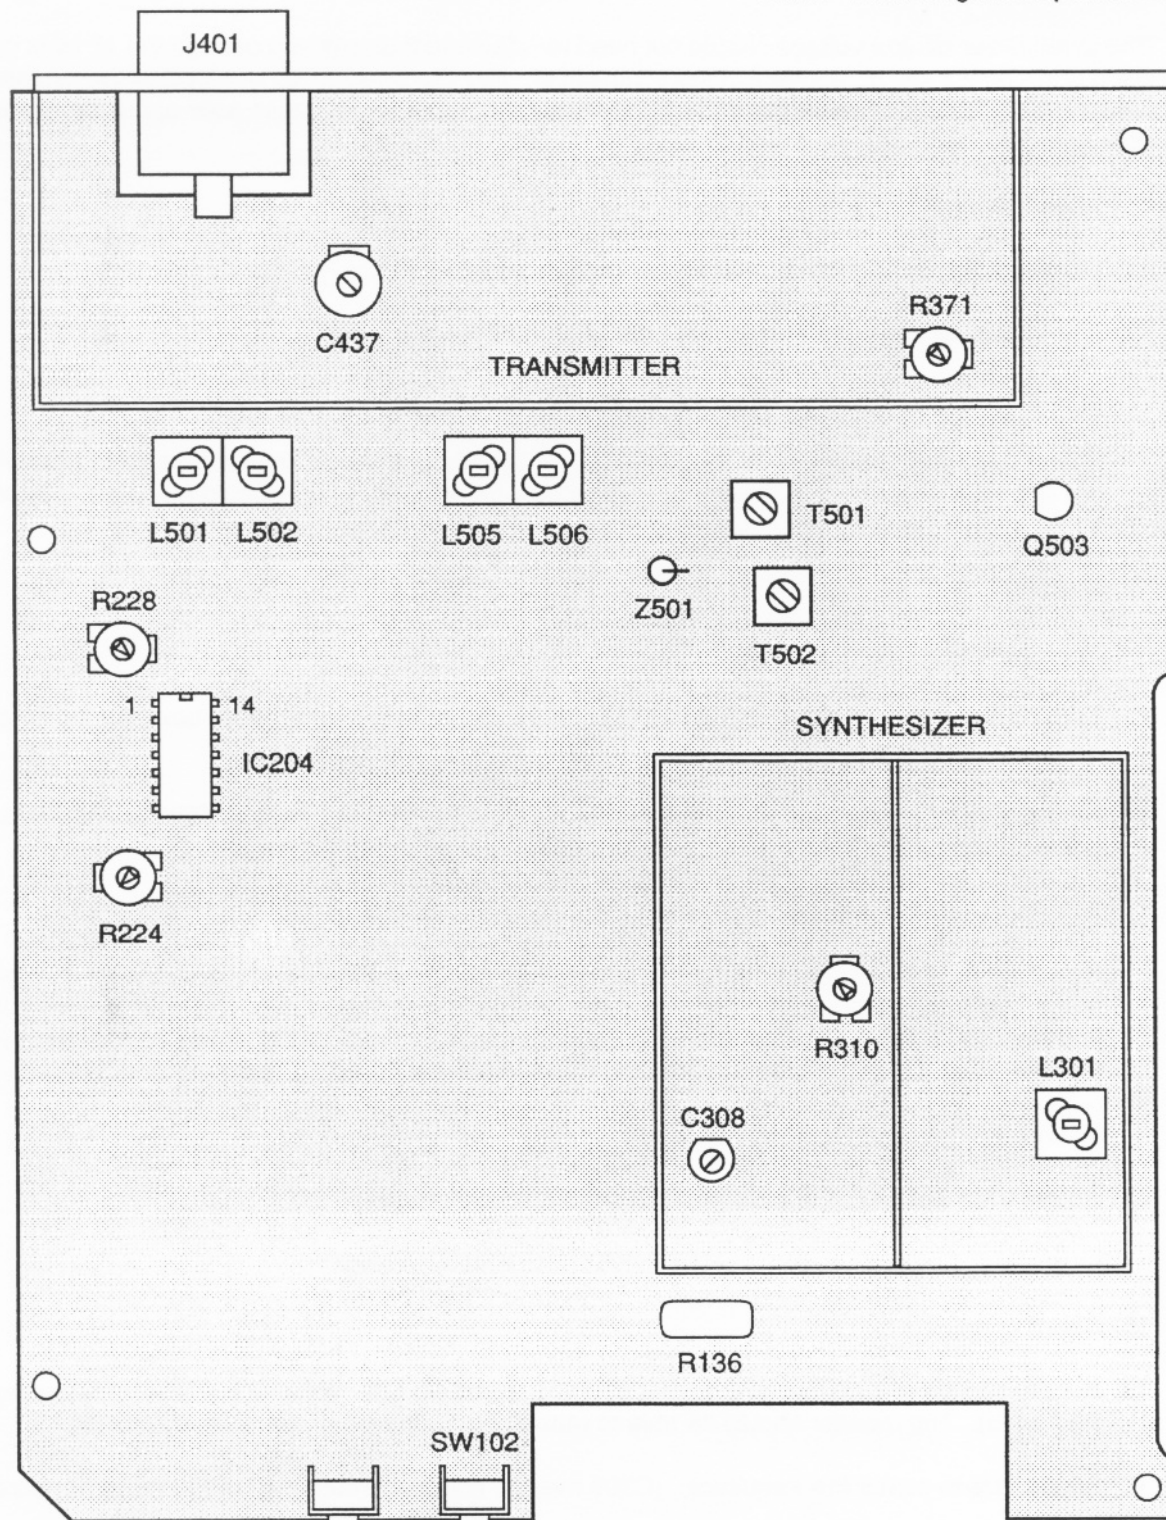 J401
R371
C437
TRANSMITTER
L501 L502
L505 L506
T501
Q503
Z501
T502
R228
1 14
IC204
SYNTHESIZER
R224
R310
L301
C308
R136
SW102